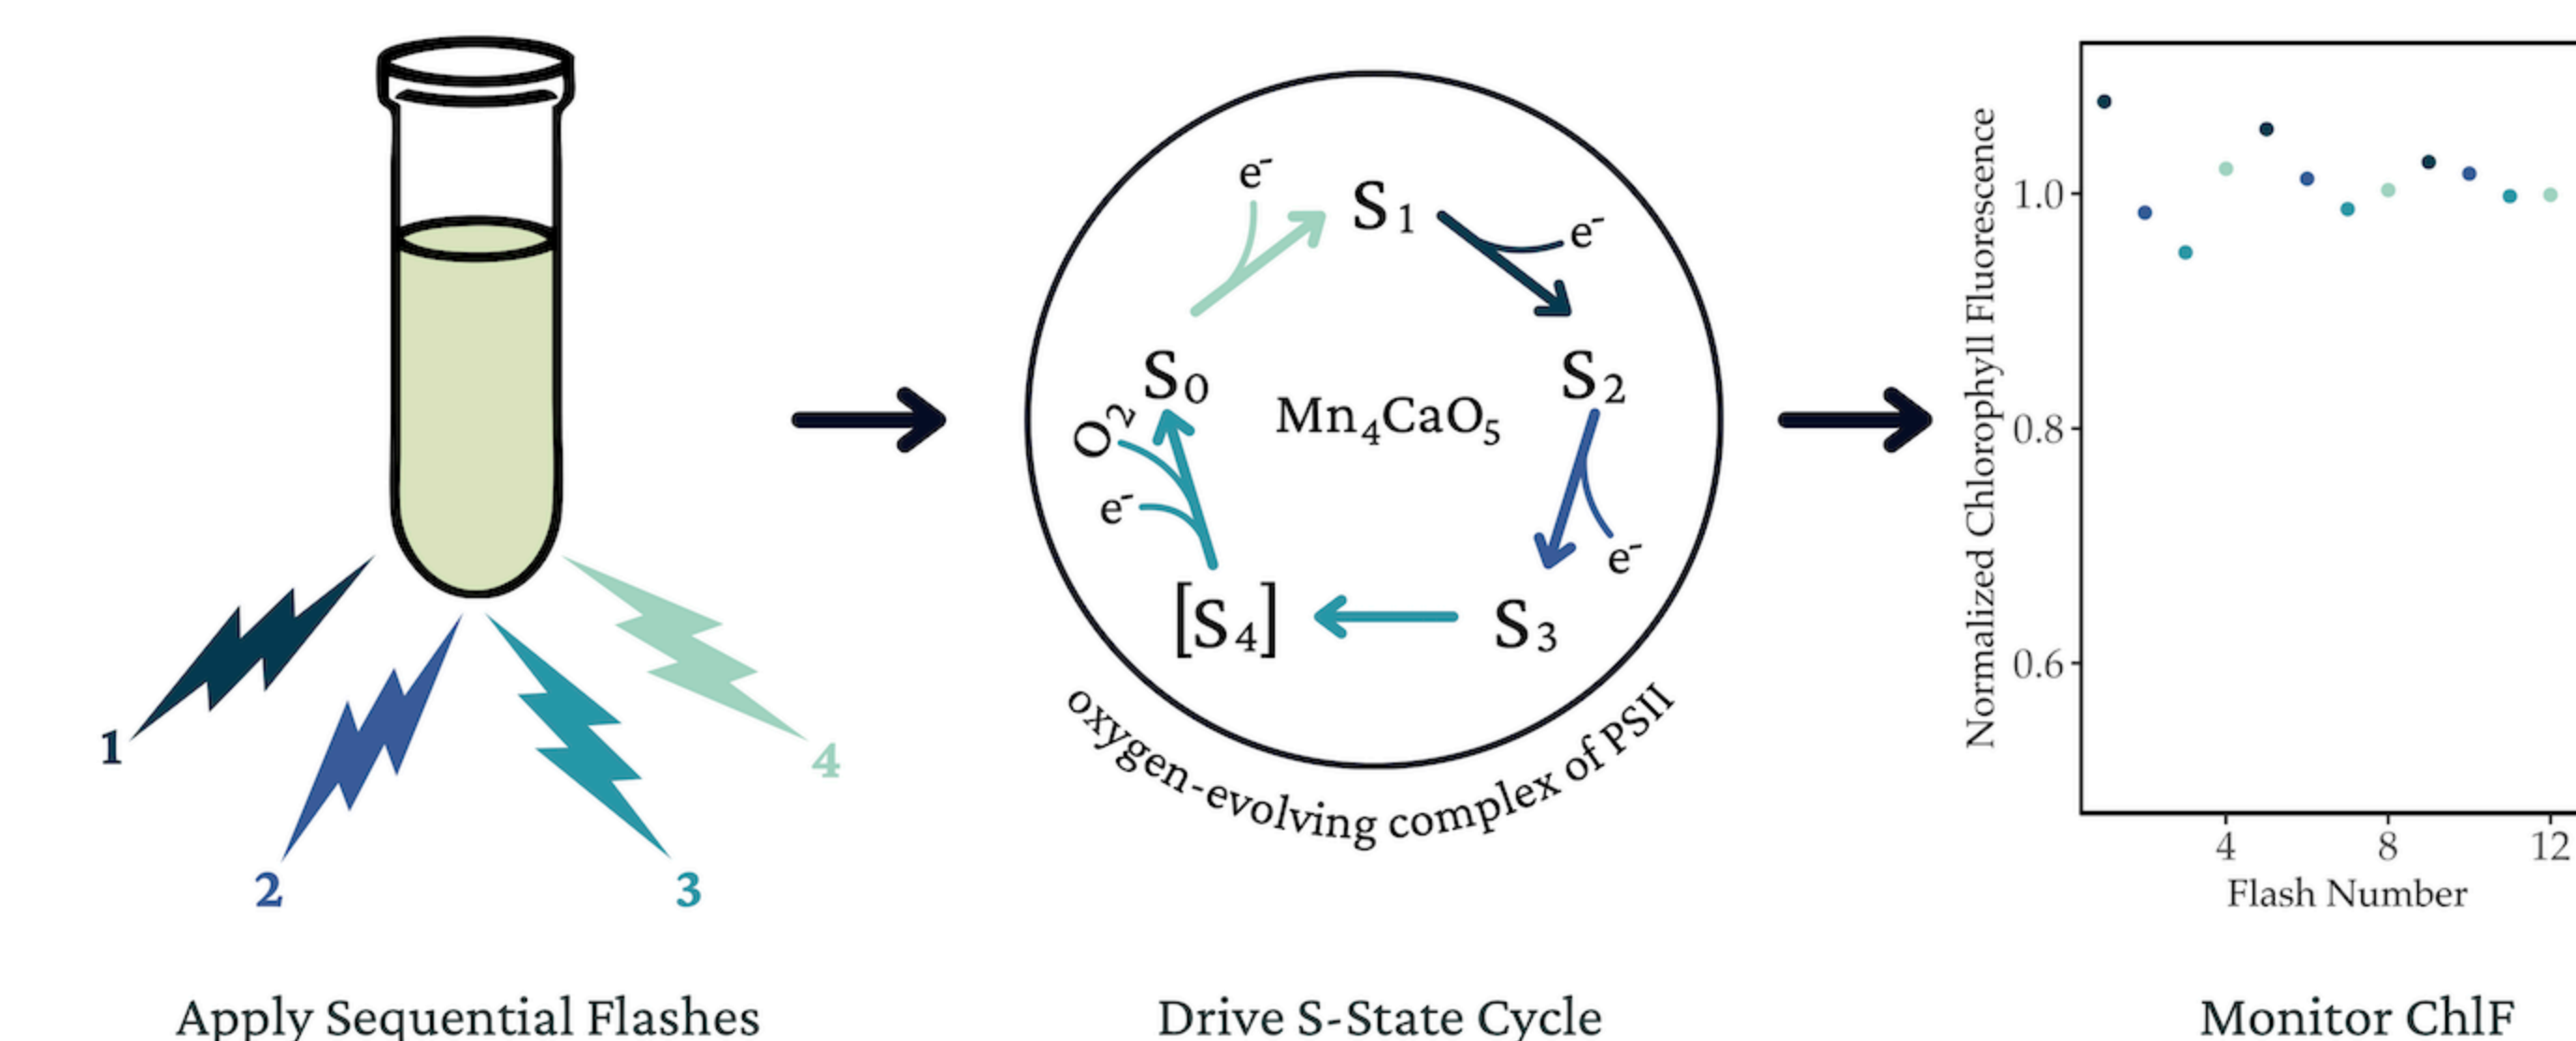 1
2
3
4
Apply Sequential Flashes
e⁻
S₁
e⁻
S₀
S₂
Mn₄CaO₅
O₂
e⁻
e⁻
[S₄]
S₃
oxygen-evolving complex of PSII
Drive S-State Cycle
Normalized Chlorophyll Fluorescence
1.0
0.8
0.6
4
8
12
Flash Number
Monitor ChlF